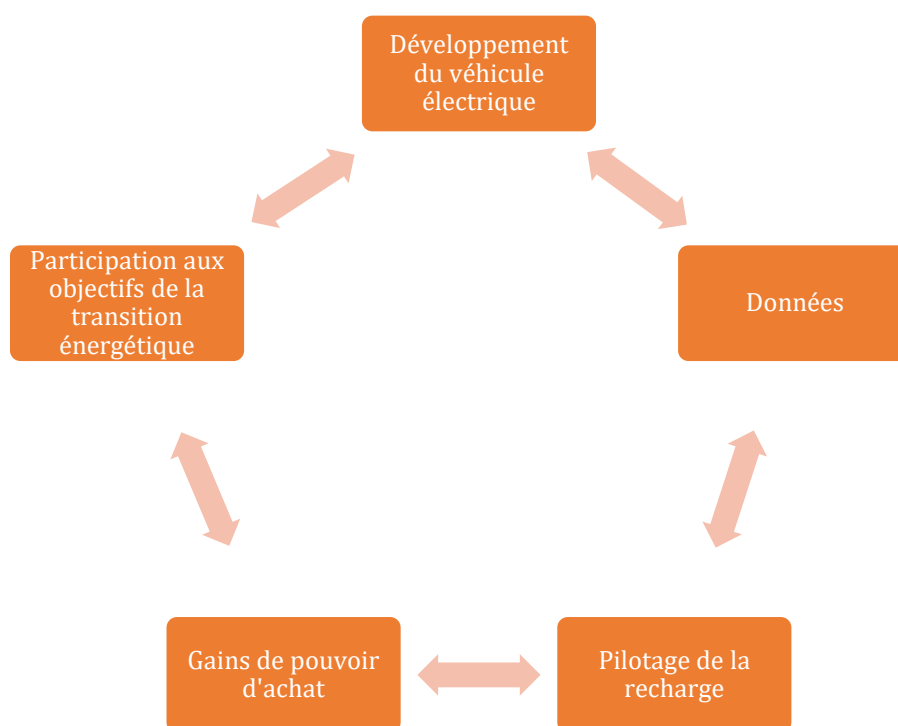 Développement
du véhicule
électrique
Participation aux
objectifs de la
transition
énergétique
Données
Gains de pouvoir
d'achat
Pilotage de la
recharge